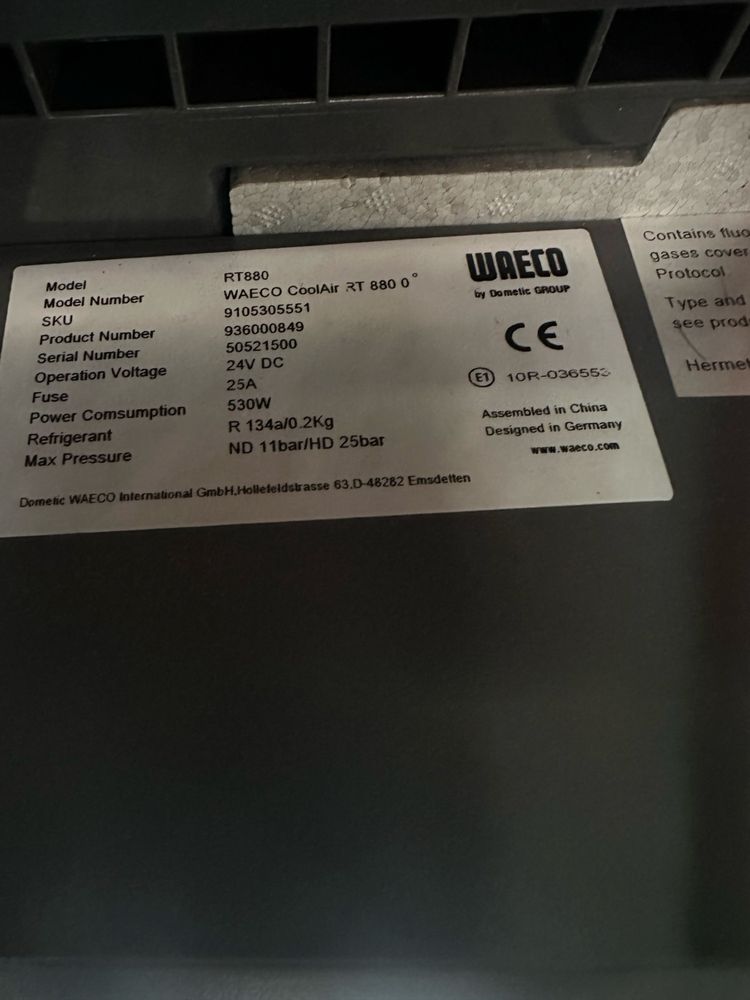 Model RT880
Model Number WAECO CoolAir RT 880 0°
SKU 9105305551
Product Number 936000849
Serial Number 50521500
Operation Voltage 24V DC
Fuse 25A
Power Comsumption 530W
Refrigerant R 134a/0.2Kg
Max Pressure ND 11bar/HD 25bar
Dometic WAECO International GmbH,Hollefeldstrasse 63,D-48282 Emsdetten
WAECO
by Dometic GROUP
CE
E1 10R-036553
Assembled in China
Designed in Germany
www.waeco.com
Contains fluo
gases cover
Protocol
Type and
see prod
Hermet